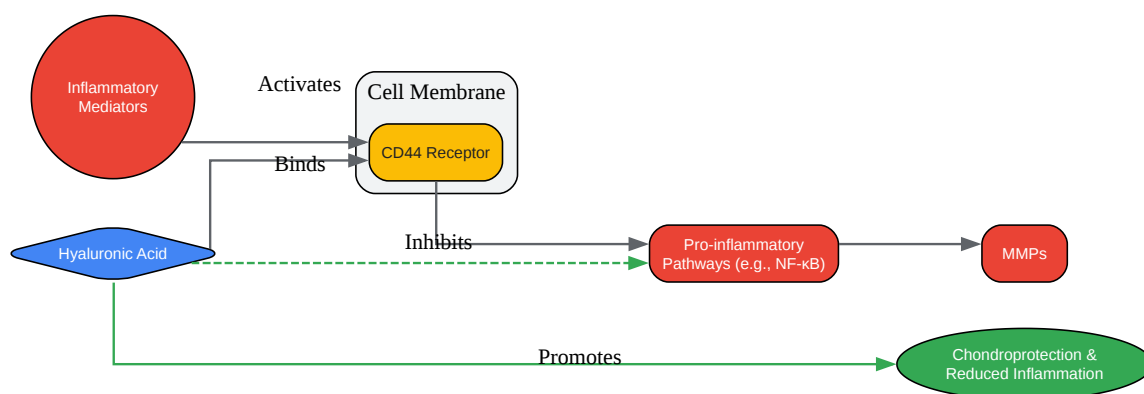 Inflammatory
Mediators
Activates
Cell Membrane
CD44 Receptor
Binds
Hyaluronic Acid
Inhibits
Pro-inflammatory
Pathways (e.g., NF-κB)
MMPs
Promotes
Chondroprotection &
Reduced Inflammation